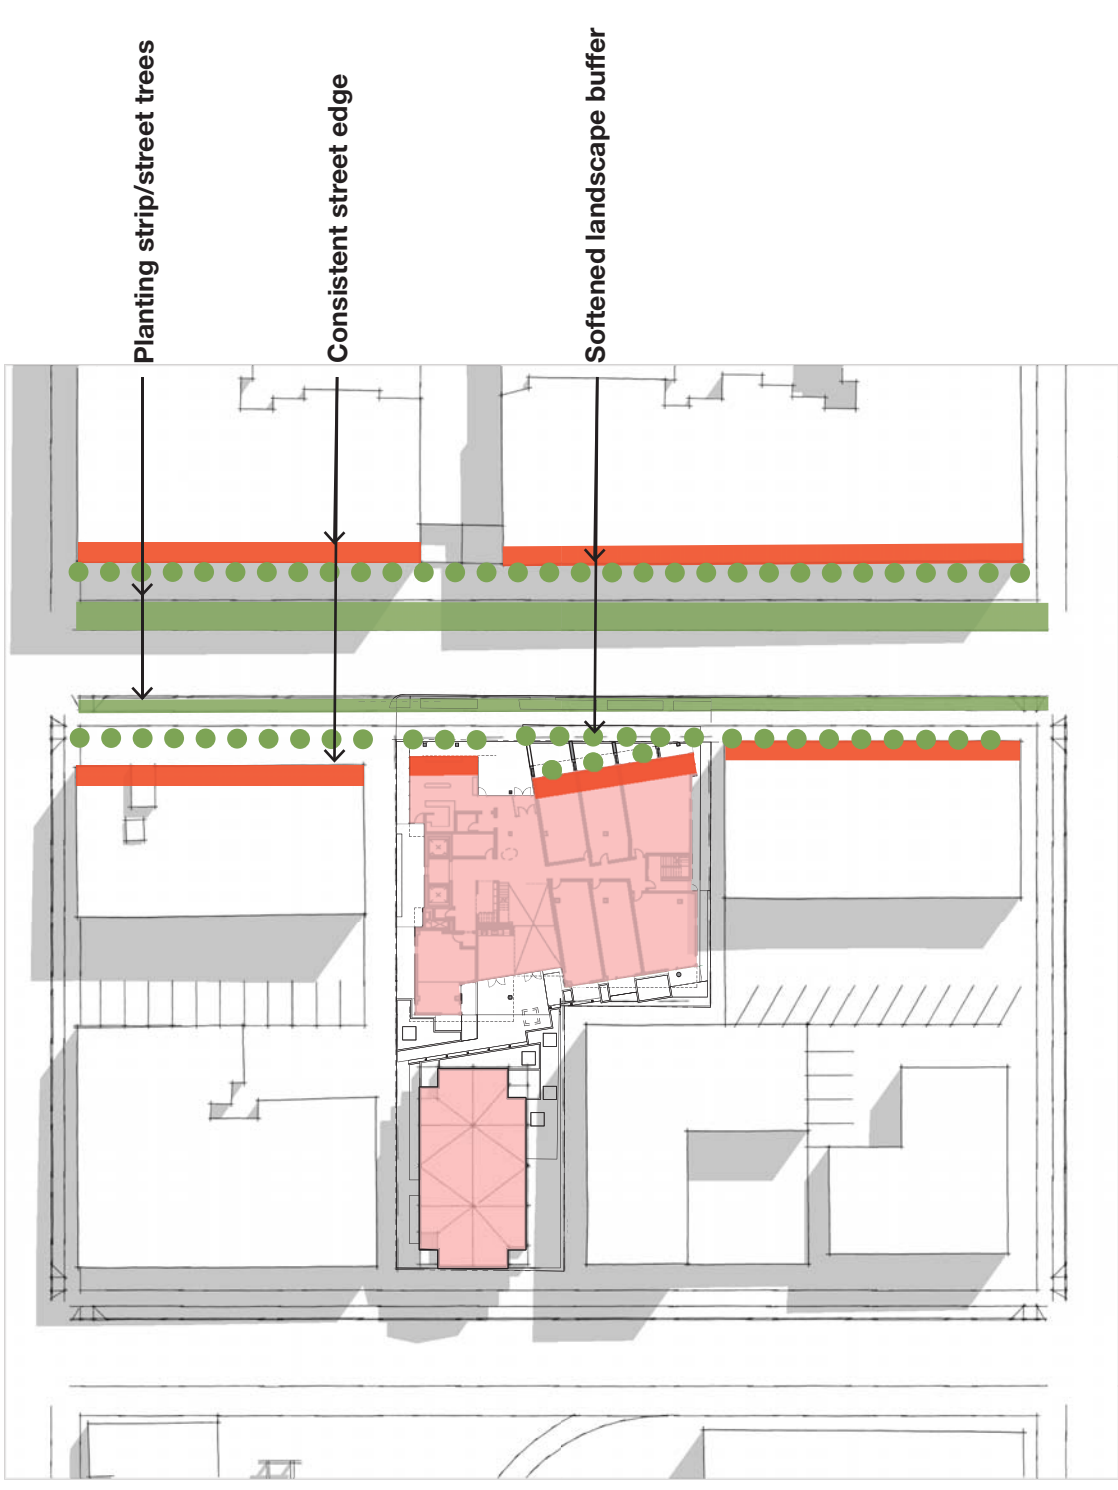 Planting strip/street trees
Consistent street edge
Softened landscape buffer